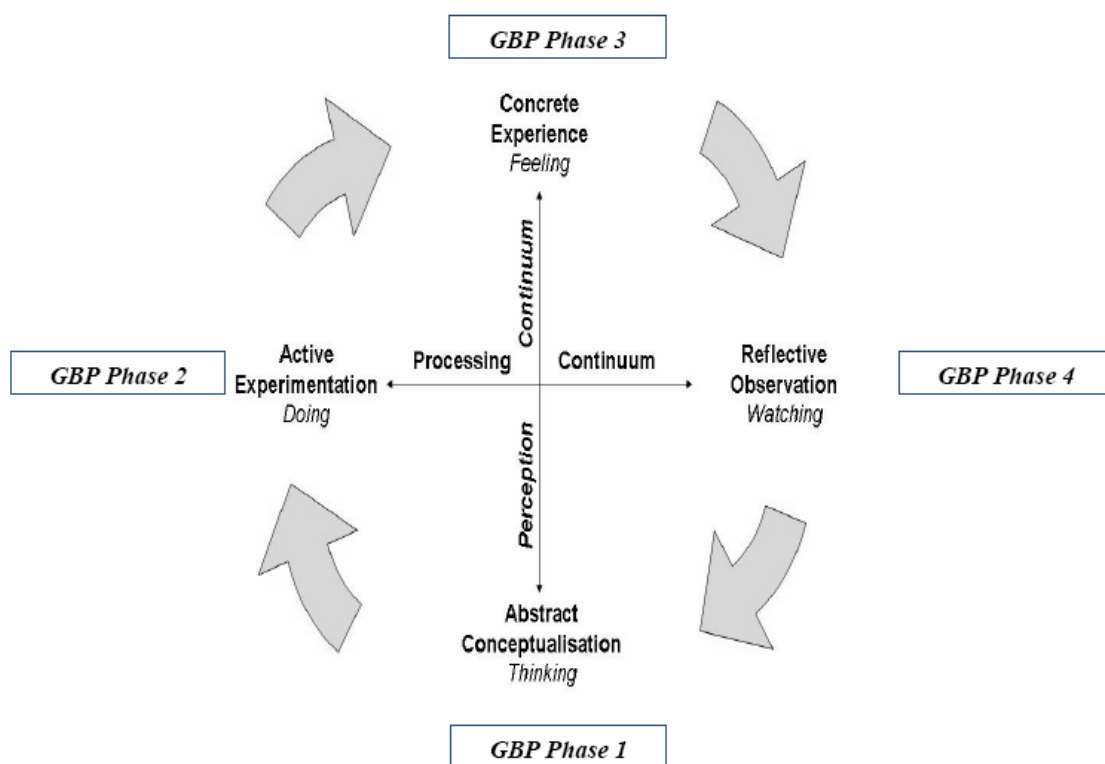 GBP Phase 3
Concrete
Experience
Feeling
Continuum
Active
Experimentation
Doing
Processing
Continuum
Reflective
Observation
Watching
GBP Phase 2
GBP Phase 4
Perception
Abstract
Conceptualisation
Thinking
GBP Phase 1